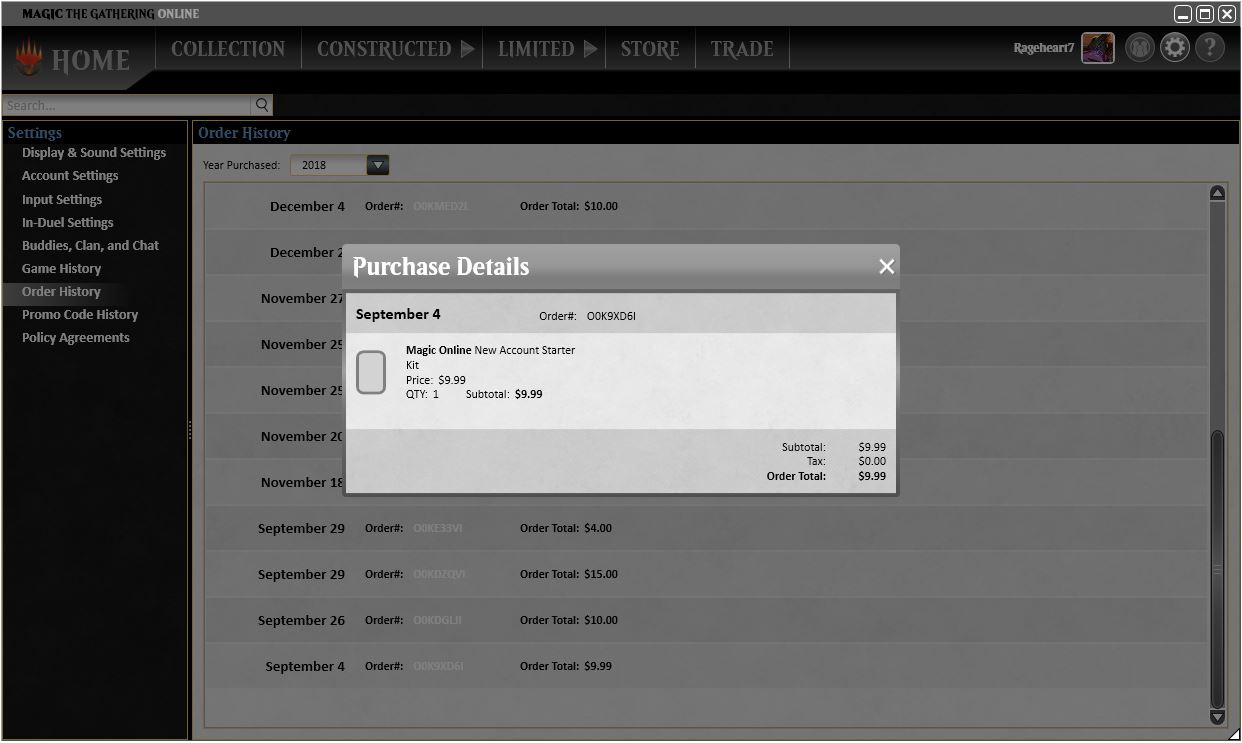 MAGIC THE GATHERING ONLINE
HOME COLLECTION CONSTRUCTED LIMITED STORE TRADE Rageheart7 ?
Search...
Settings
Display & Sound Settings
Account Settings
Input Settings
In-Duel Settings
Buddies, Clan, and Chat
Game History
Order History
Promo Code History
Policy Agreements
Order History
Year Purchased: 2018
December 4 Order#: O0KMED2L Order Total: $10.00
December 2
November 27
November 25
November 25
November 20
November 18
Purchase Details
September 4 Order#: O0K9XD6I
Magic Online New Account Starter
Kit
Price: $9.99
QTY: 1 Subtotal: $9.99
Subtotal: $9.99
Tax: $0.00
Order Total: $9.99
September 29 Order#: O0KE33VI Order Total: $4.00
September 29 Order#: O0KDZQVI Order Total: $15.00
September 26 Order#: O0KDGLJI Order Total: $10.00
September 4 Order#: O0K9XD6I Order Total: $9.99